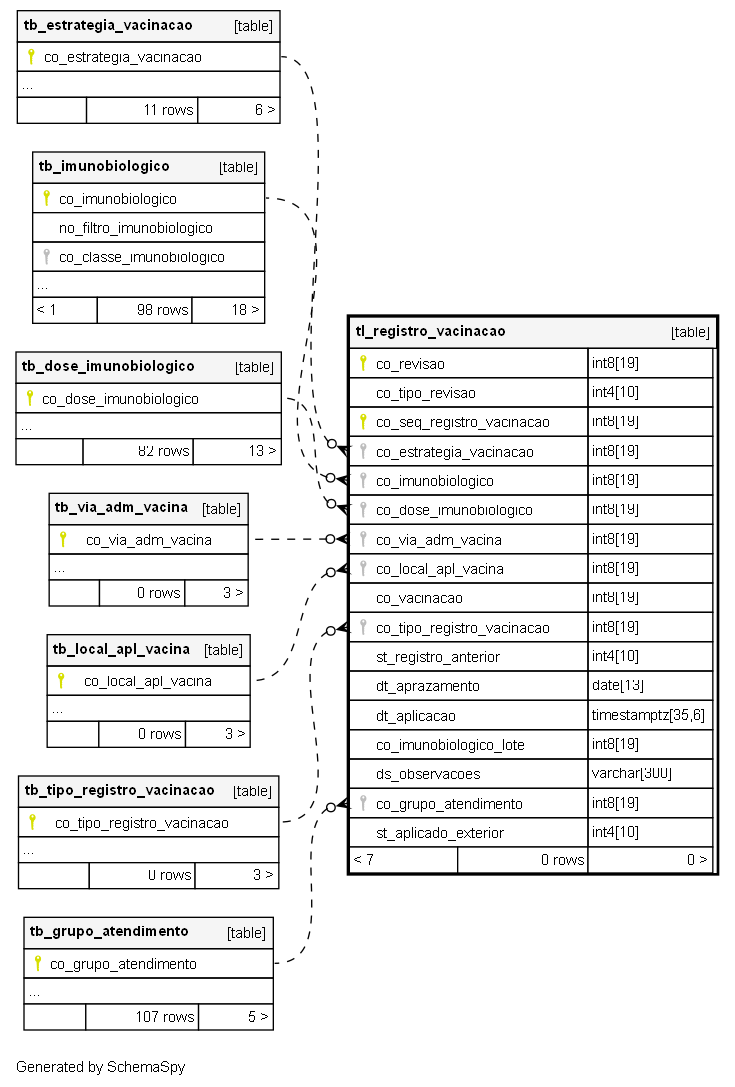 tb_estrategia_vacinacao [table]
co_estrategia_vacinacao
...
11 rows 6 >
tb_imunobiologico [table]
co_imunobiologico
no_filtro_imunobiologico
co_classe_imunobiologico
...
< 1 98 rows 18 >
tb_dose_imunobiologico [table]
co_dose_imunobiologico
...
82 rows 13 >
tb_via_adm_vacina [table]
co_via_adm_vacina
...
0 rows 3 >
tb_local_apl_vacina [table]
co_local_apl_vacina
...
0 rows 3 >
tb_tipo_registro_vacinacao [table]
co_tipo_registro_vacinacao
...
0 rows 3 >
tb_grupo_atendimento [table]
co_grupo_atendimento
...
107 rows 5 >
tl_registro_vacinacao [table]
co_revisao int8[19]
co_tipo_revisao int4[10]
co_seq_registro_vacinacao int8[19]
co_estrategia_vacinacao int8[19]
co_imunobiologico int8[19]
co_dose_imunobiologico int8[19]
co_via_adm_vacina int8[19]
co_local_apl_vacina int8[19]
co_vacinacao int8[19]
co_tipo_registro_vacinacao int8[19]
st_registro_anterior int4[10]
dt_aprazamento date[13]
dt_aplicacao timestamptz[35,6]
co_imunobiologico_lote int8[19]
ds_observacoes varchar[300]
co_grupo_atendimento int8[19]
st_aplicado_exterior int4[10]
< 7 0 rows 0 >
Generated by SchemaSpy